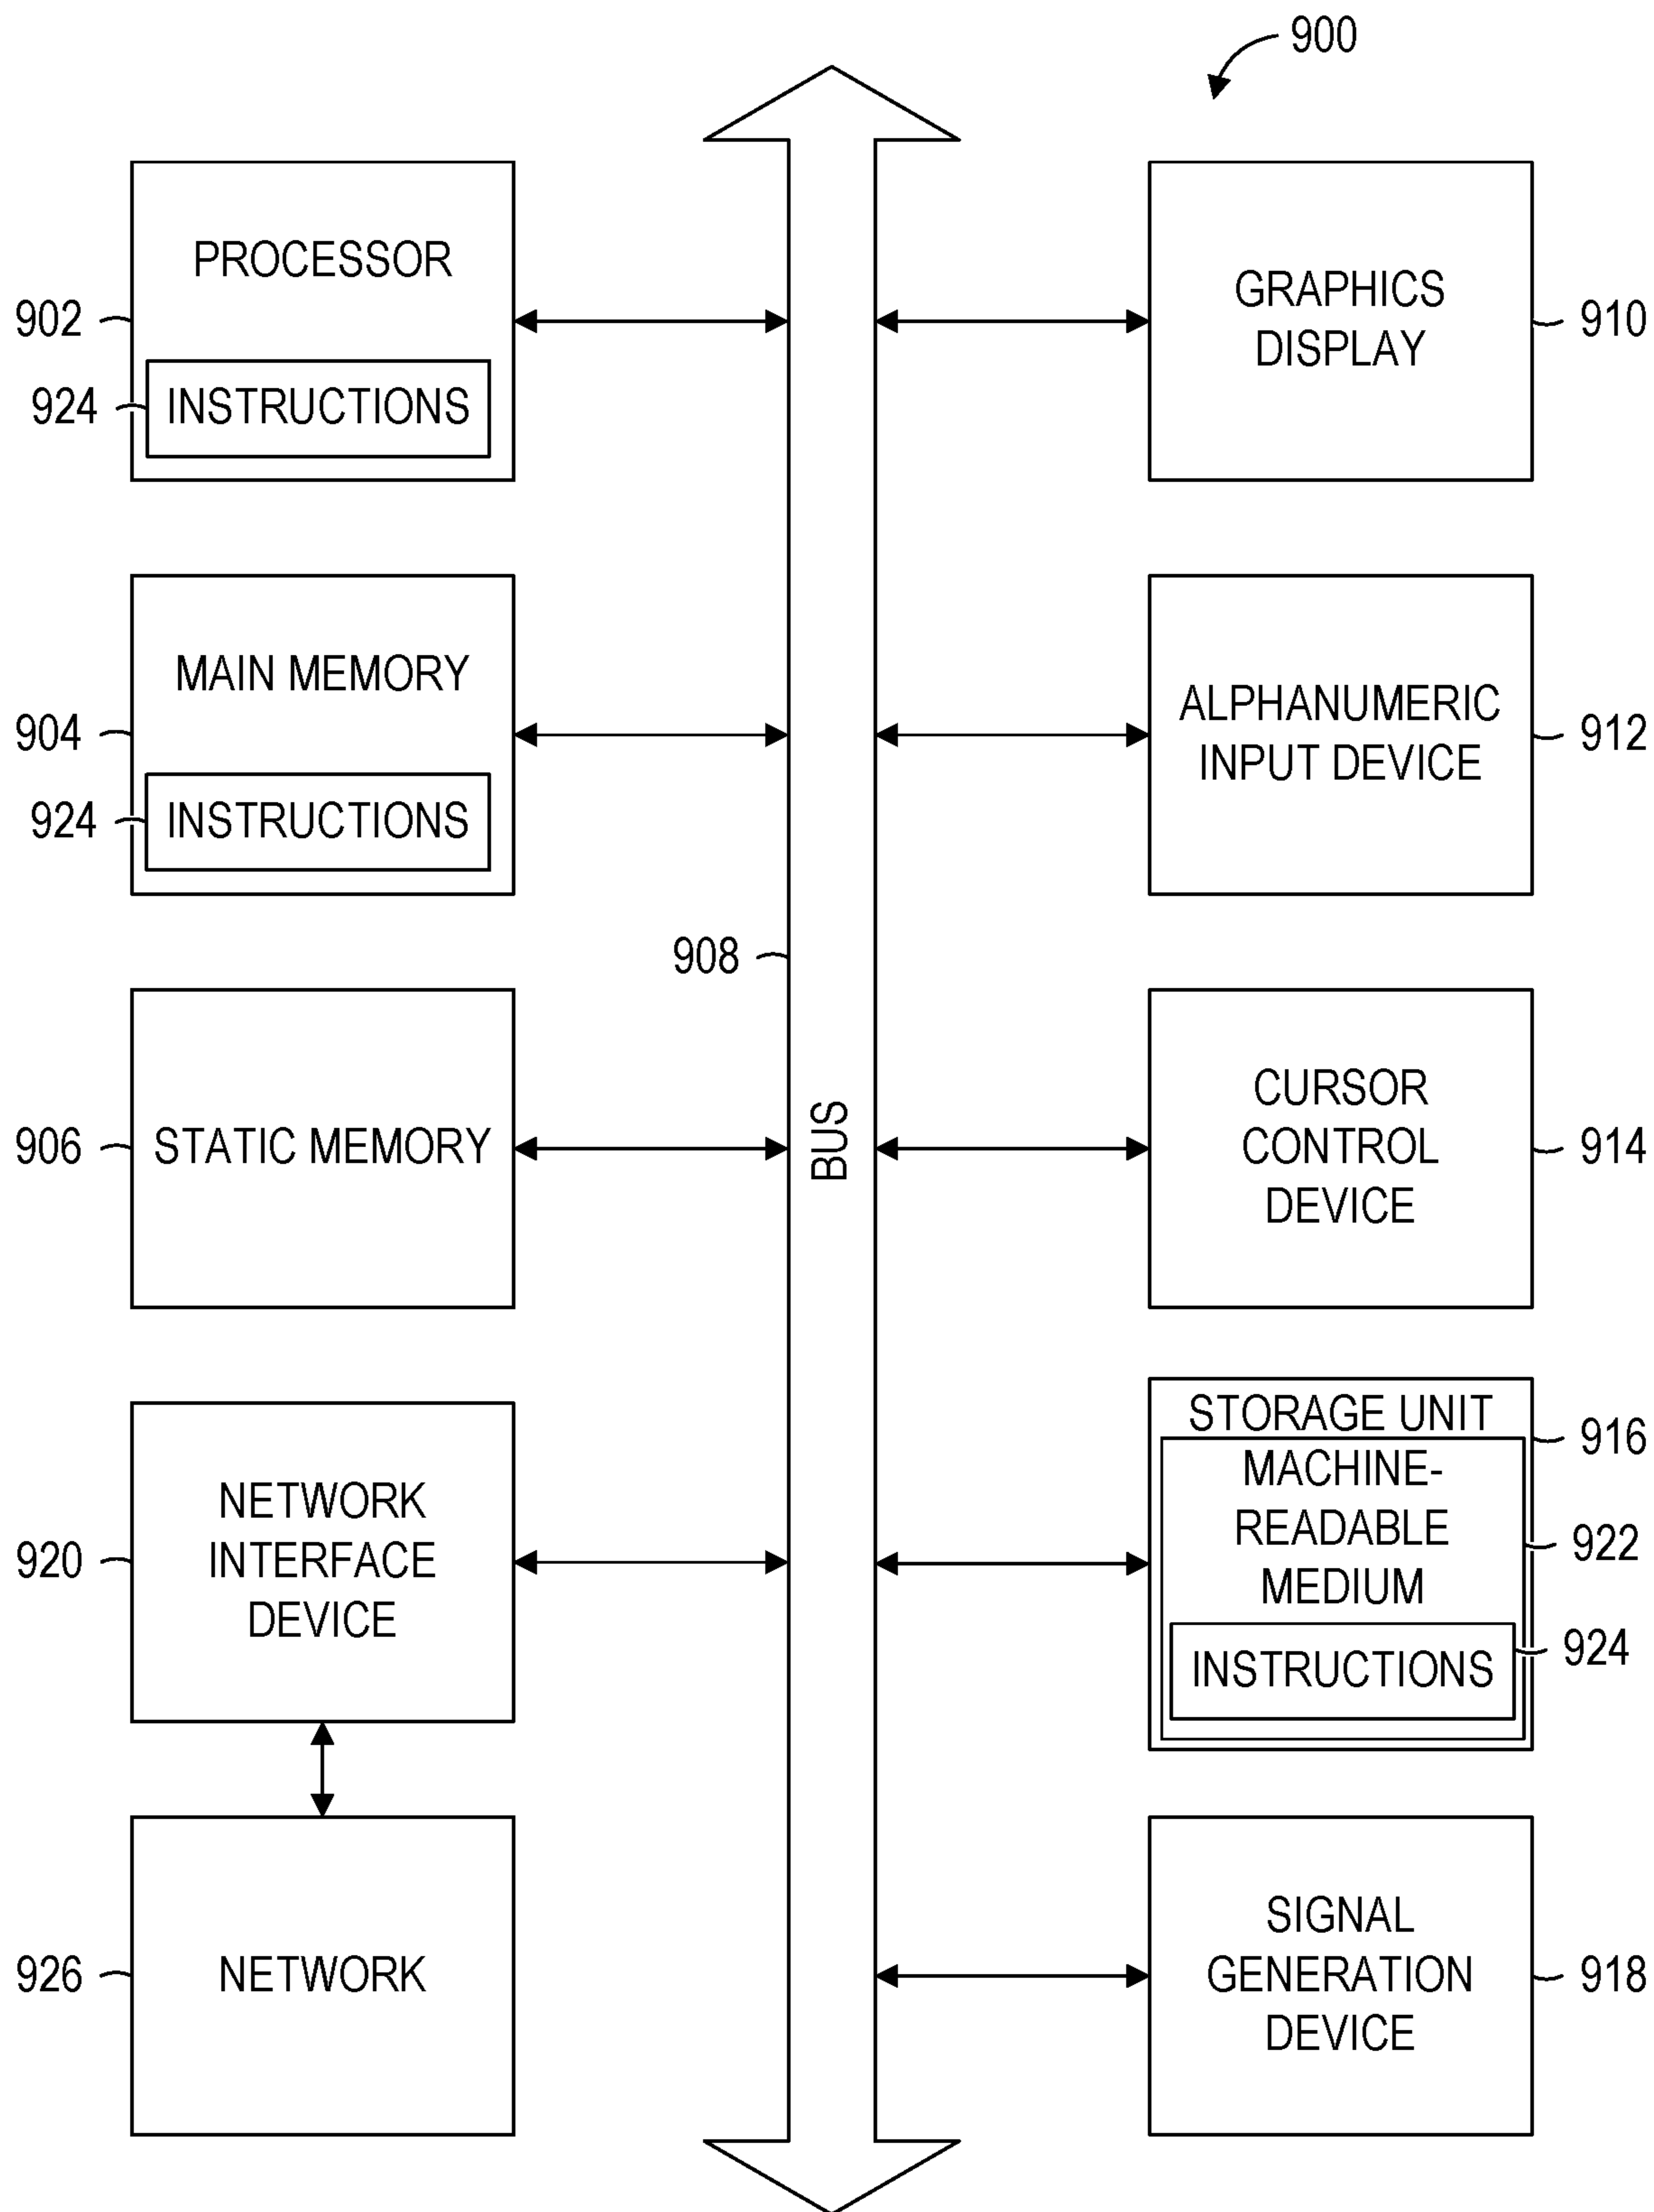 900
PROCESSOR
902
924
INSTRUCTIONS
GRAPHICS
DISPLAY
910
MAIN MEMORY
904
924
INSTRUCTIONS
ALPHANUMERIC
INPUT DEVICE
912
908
BUS
STATIC MEMORY
906
CURSOR
CONTROL
DEVICE
914
NETWORK
INTERFACE
DEVICE
920
STORAGE UNIT
916
MACHINE-
READABLE
MEDIUM
922
INSTRUCTIONS
924
NETWORK
926
SIGNAL
GENERATION
DEVICE
918